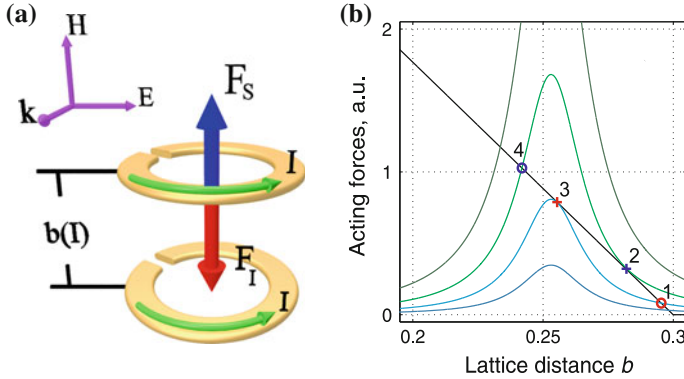 (a)
H
E
k
F_S
I
b(I)
F_I
I
(b)
2
1
0
Acting forces, a.u.
4
3
2
1
0.2
0.25
0.3
Lattice distance b